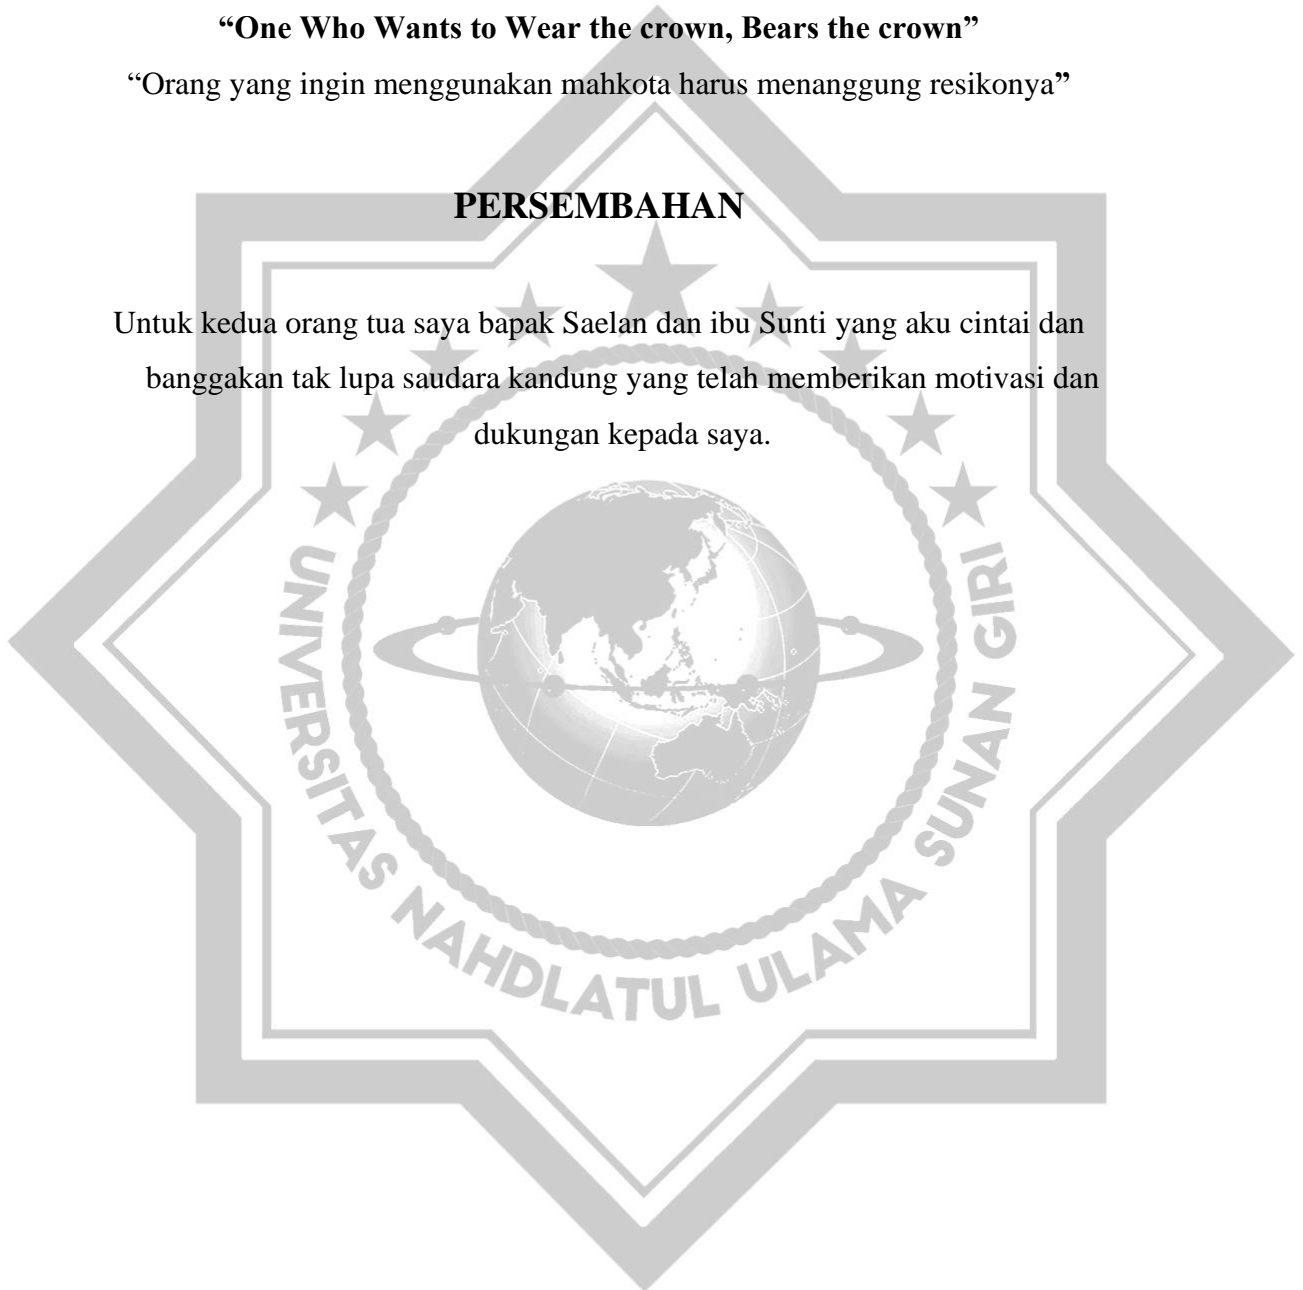 “One Who Wants to Wear the crown, Bears the crown”
“Orang yang ingin menggunakan mahkota harus menanggung resikonya”
PERSEMBAHAN
Untuk kedua orang tua saya bapak Saelan dan ibu Sunti yang aku cintai dan
banggakan tak lupa saudara kandung yang telah memberikan motivasi dan
dukungan kepada saya.
UNIVERSITAS NAHDLATUL ULAMA SUNAN GIRI